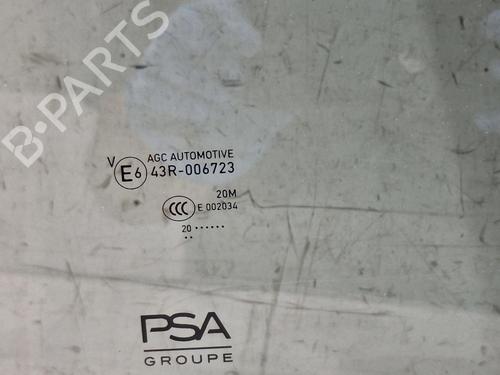 B-PARTS
V
AGC AUTOMOTIVE
E6 43R-006723
20M
CCC E 002034
20 ······
··
PSA
GROUPE